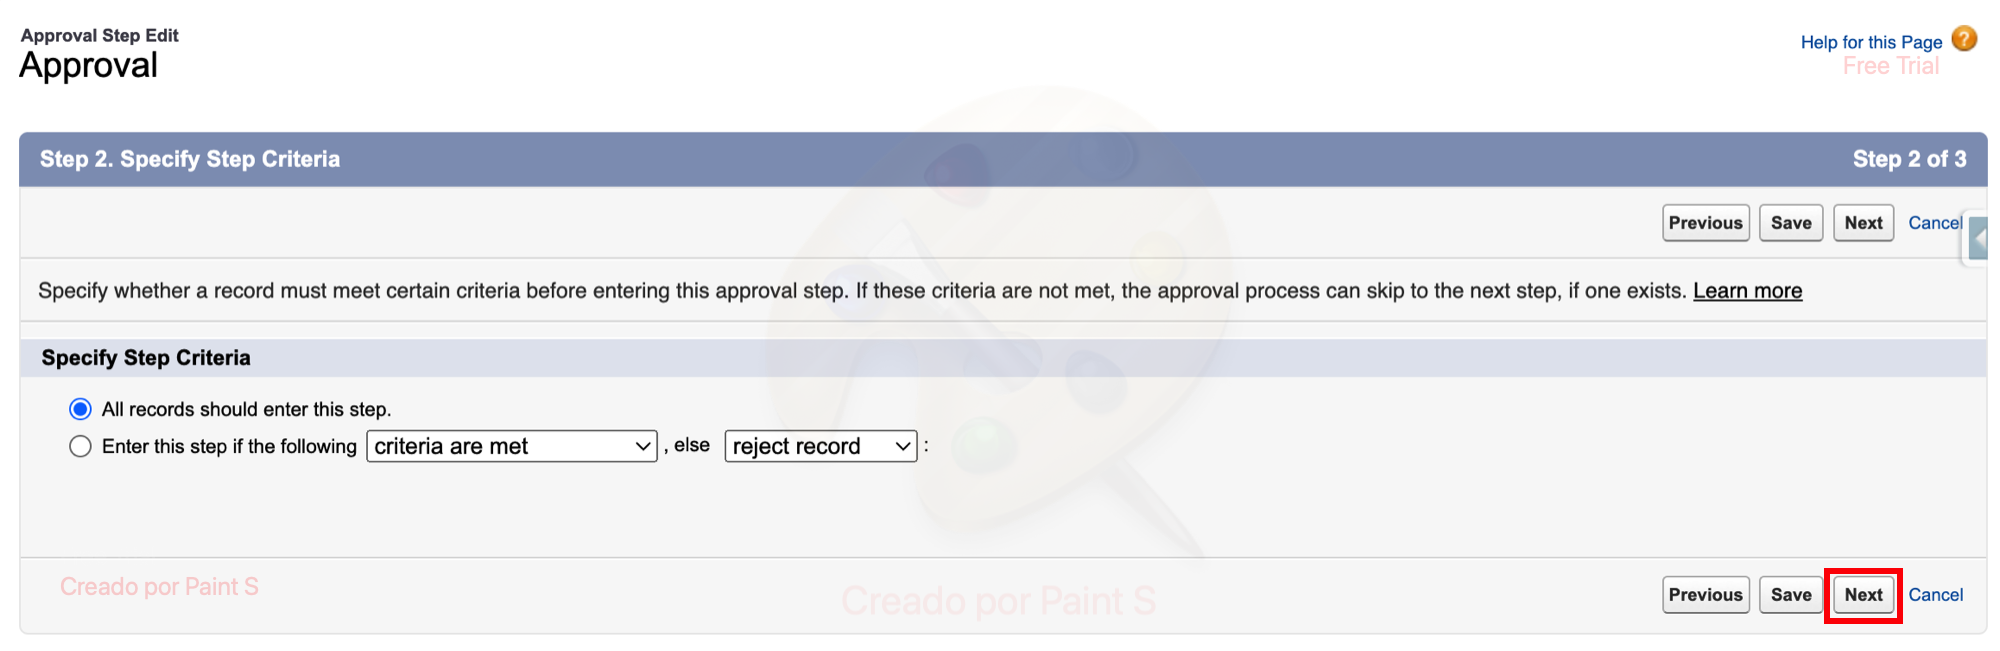 Approval Step Edit
Approval
Help for this Page ?
Free Trial
Step 2. Specify Step Criteria
Step 2 of 3
Previous Save Next Cancel
Specify whether a record must meet certain criteria before entering this approval step. If these criteria are not met, the approval process can skip to the next step, if one exists. Learn more
Specify Step Criteria
All records should enter this step.
Enter this step if the following criteria are met , else reject record :
Creado por Paint S
Creado por Paint S
Previous Save Next Cancel